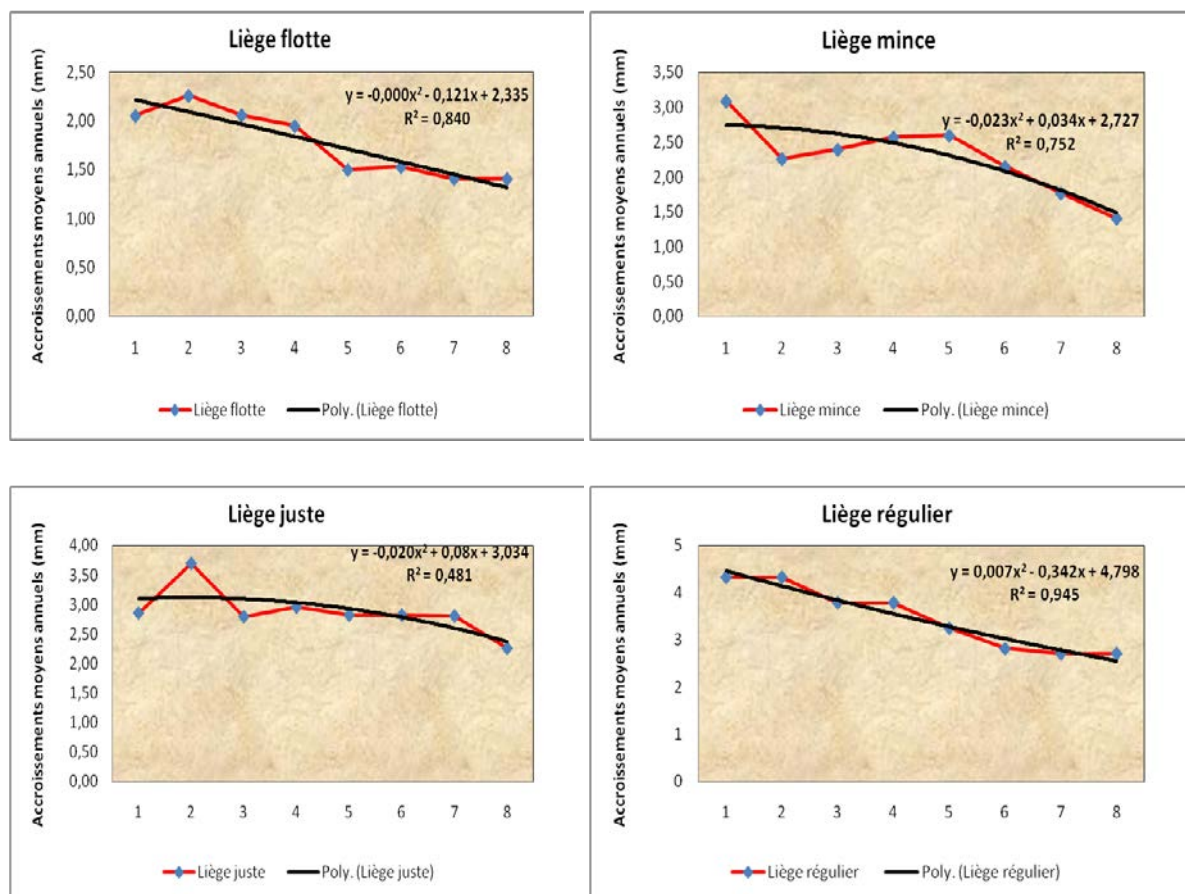 Liège flotte
Accroissements moyens annuels (mm)
2,50
2,00
1,50
1,00
0,50
0,00
y = -0,000x² - 0,121x + 2,335
R² = 0,840
1 2 3 4 5 6 7 8
Liège flotte Poly. (Liège flotte)
Liège mince
Accroissements moyens annuels (mm)
3,50
3,00
2,50
2,00
1,50
1,00
0,50
0,00
y = -0,023x² + 0,034x + 2,727
R² = 0,752
1 2 3 4 5 6 7 8
Liège mince Poly. (Liège mince)
Liège juste
Accroissements moyens annuels (mm)
4,00
3,50
3,00
2,50
2,00
1,50
1,00
0,50
0,00
y = -0,020x² + 0,08x + 3,034
R² = 0,481
1 2 3 4 5 6 7 8
Liège juste Poly. (Liège juste)
Liège régulier
Accroissements moyens annuels (mm)
5
4
3
2
1
0
y = 0,007x² - 0,342x + 4,798
R² = 0,945
1 2 3 4 5 6 7 8
Liège régulier Poly. (Liège régulier)